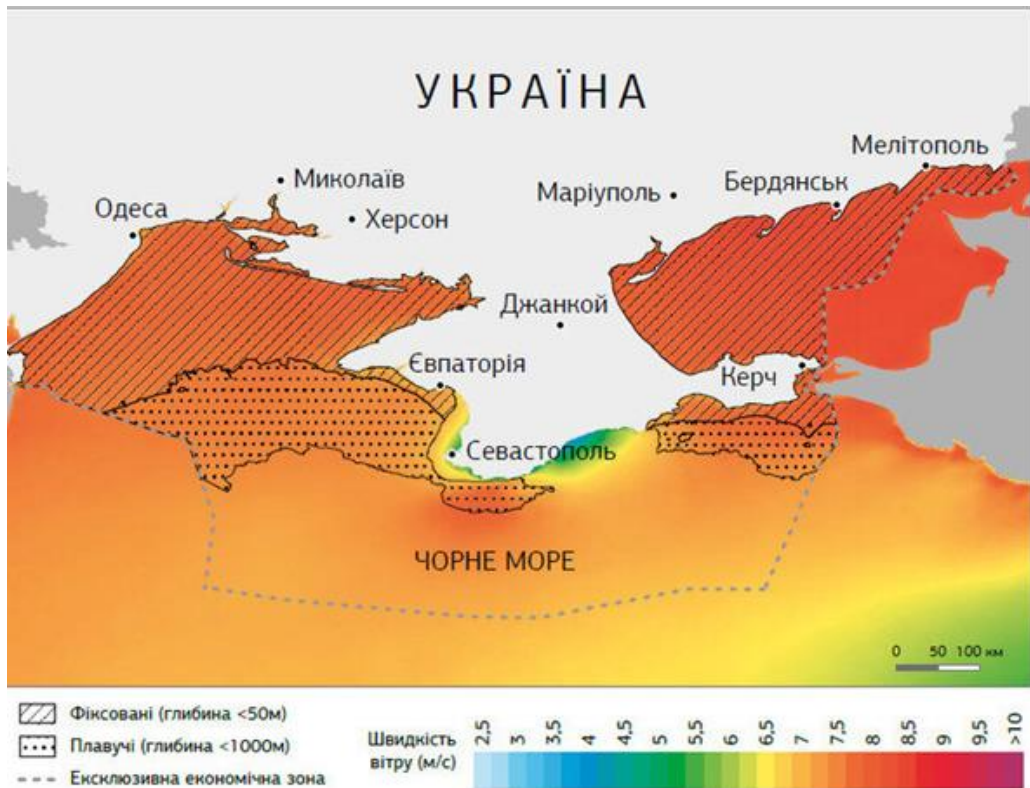 УКРАЇНА
Мелітополь
Миколаїв
Маріуполь
Бердянськ
Одеса
Херсон
Джанкой
Євпаторія
Керч
Севастополь
ЧОРНЕ МОРЕ
0 50 100 км
Фіксовані (глибина <50м)
Плавучі (глибина <1000м)
Ексклюзивна економічна зона
Швидкість
вітру (м/с)
2,5 3 3,5 4 4,5 5 5,5 6 6,5 7 7,5 8 8,5 9 9,5 >10